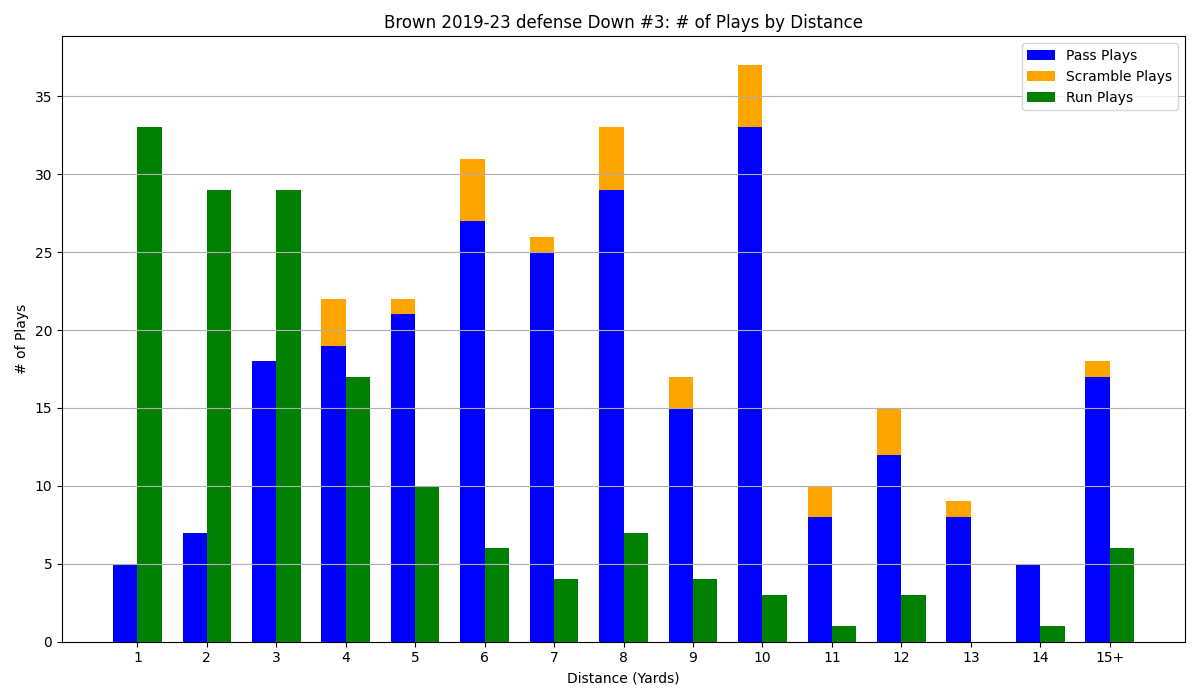 Brown 2019-23 defense Down #3: # of Plays by Distance
Pass Plays
Scramble Plays
Run Plays
# of Plays
35
30
25
20
15
10
5
0
1 2 3 4 5 6 7 8 9 10 11 12 13 14 15+
Distance (Yards)